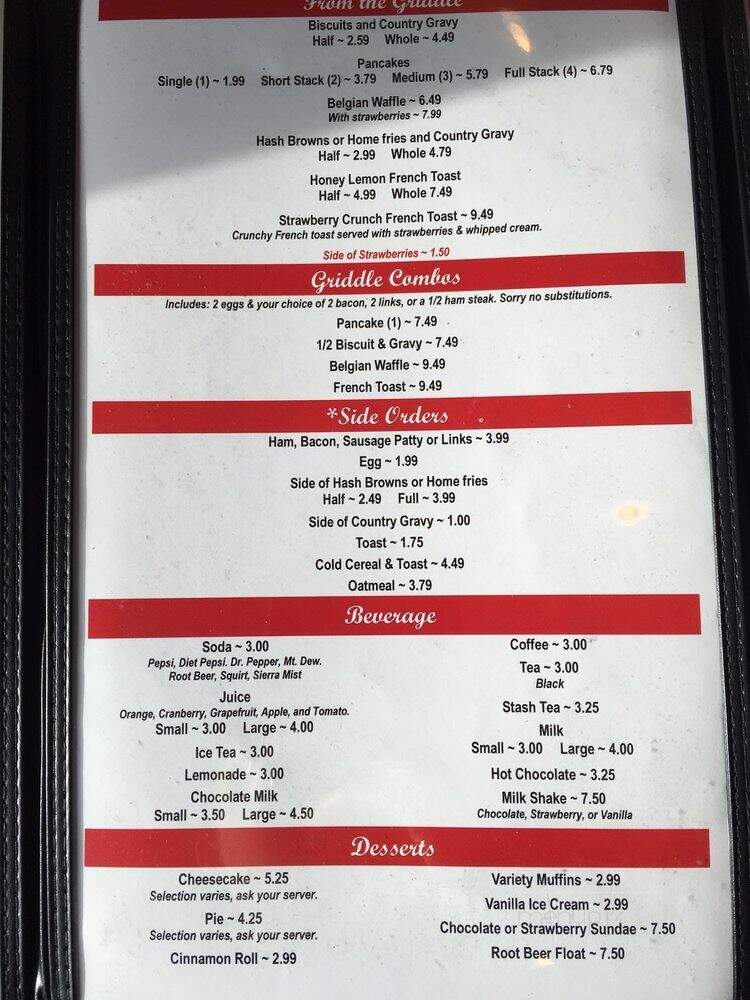 From the Griddle
Biscuits and Country Gravy
Half ~ 2.59 Whole ~ 4.49
Pancakes
Single (1) ~ 1.99 Short Stack (2) ~ 3.79 Medium (3) ~ 5.79 Full Stack (4) ~ 6.79
Belgian Waffle ~ 6.49
With strawberries ~ 7.99
Hash Browns or Home fries and Country Gravy
Half ~ 2.99 Whole 4.79
Honey Lemon French Toast
Half ~ 4.99 Whole 7.49
Strawberry Crunch French Toast ~ 9.49
Crunchy French toast served with strawberries & whipped cream.
Side of Strawberries ~ 1.50
Griddle Combos
Includes: 2 eggs & your choice of 2 bacon, 2 links, or a 1/2 ham steak. Sorry no substitutions.
Pancake (1) ~ 7.49
1/2 Biscuit & Gravy ~ 7.49
Belgian Waffle ~ 9.49
French Toast ~ 9.49
*Side Orders
Ham, Bacon, Sausage Patty or Links ~ 3.99
Egg ~ 1.99
Side of Hash Browns or Home fries
Half ~ 2.49 Full ~ 3.99
Side of Country Gravy ~ 1.00
Toast ~ 1.75
Cold Cereal & Toast ~ 4.49
Oatmeal ~ 3.79
Beverage
Soda ~ 3.00
Pepsi, Diet Pepsi. Dr. Pepper, Mt. Dew.
Root Beer, Squirt, Sierra Mist
Juice
Orange, Cranberry, Grapefruit, Apple, and Tomato.
Small ~ 3.00 Large ~ 4.00
Ice Tea ~ 3.00
Lemonade ~ 3.00
Chocolate Milk
Small ~ 3.50 Large ~ 4.50
Coffee ~ 3.00
Tea ~ 3.00
Black
Stash Tea ~ 3.25
Milk
Small ~ 3.00 Large ~ 4.00
Hot Chocolate ~ 3.25
Milk Shake ~ 7.50
Chocolate, Strawberry, or Vanilla
Desserts
Cheesecake ~ 5.25
Selection varies, ask your server.
Pie ~ 4.25
Selection varies, ask your server.
Cinnamon Roll ~ 2.99
Variety Muffins ~ 2.99
Vanilla Ice Cream ~ 2.99
Chocolate or Strawberry Sundae ~ 7.50
Root Beer Float ~ 7.50